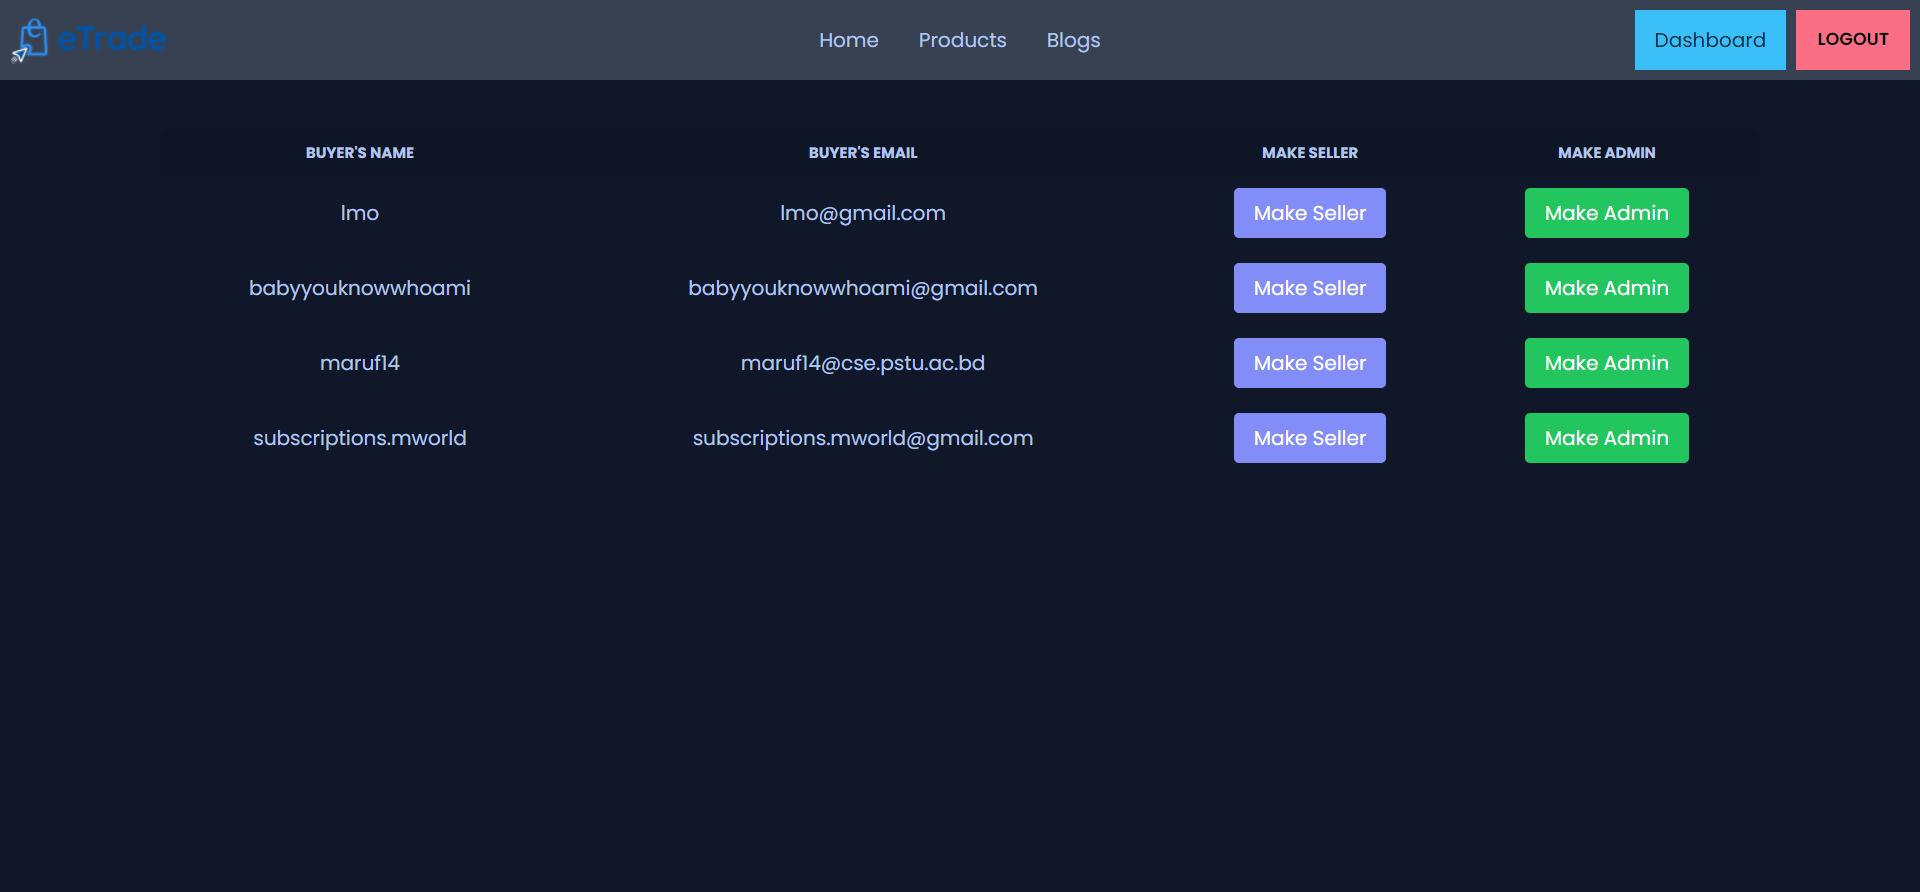 eTrade
Home Products Blogs
Dashboard LOGOUT
BUYER'S NAME BUYER'S EMAIL MAKE SELLER MAKE ADMIN
lmo lmo@gmail.com Make Seller Make Admin
babyyouknowwhoami babyyouknowwhoami@gmail.com Make Seller Make Admin
maruf14 maruf14@cse.pstu.ac.bd Make Seller Make Admin
subscriptions.mworld subscriptions.mworld@gmail.com Make Seller Make Admin